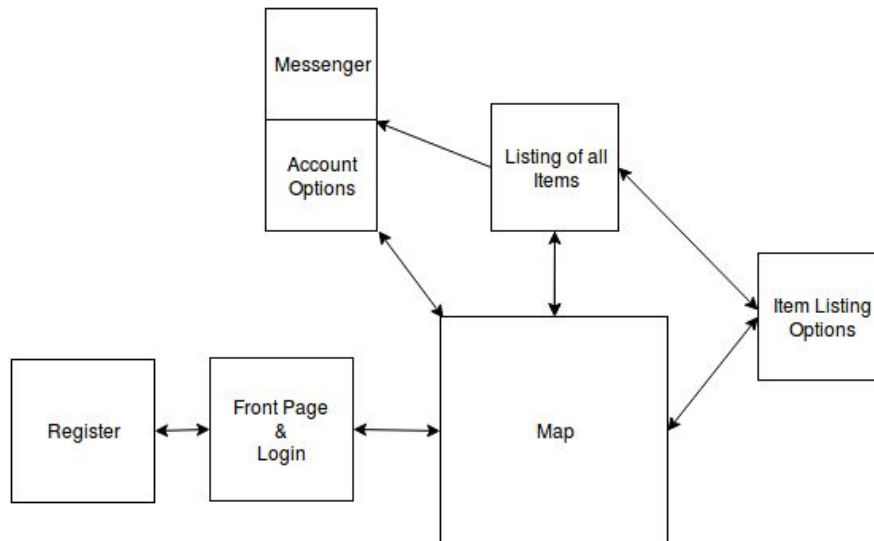 Messenger
Account
Options
Listing of all
Items
Item Listing
Options
Register
Front Page
&
Login
Map